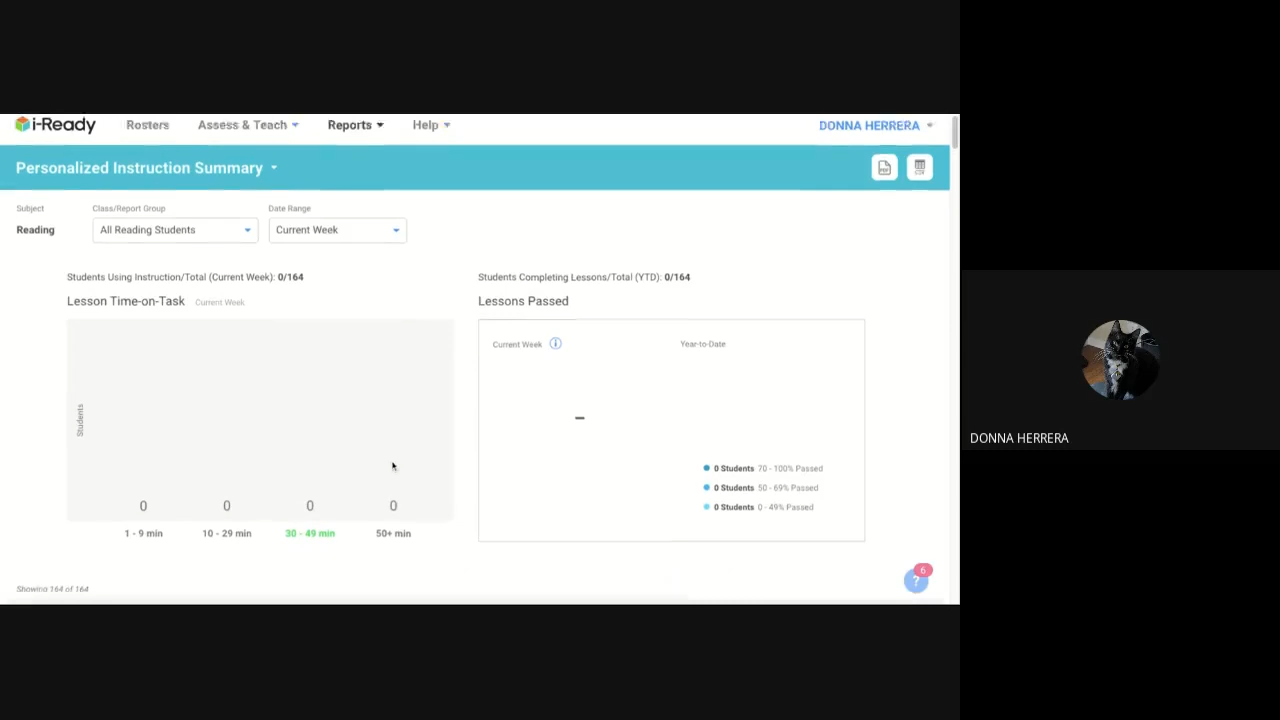 i-Ready Rosters Assess & Teach Reports Help DONNA HERRERA
Personalized Instruction Summary PDF CSV
Subject Class/Report Group Date Range
Reading All Reading Students Current Week
Students Using Instruction/Total (Current Week): 0/164
Lesson Time-on-Task Current Week
Students
0 0 0 0
1 - 9 min 10 - 29 min 30 - 49 min 50+ min
Students Completing Lessons/Total (YTD): 0/164
Lessons Passed
Current Week Year-to-Date
–
0 Students 70 - 100% Passed
0 Students 50 - 69% Passed
0 Students 0 - 49% Passed
Showing 164 of 164
6
?
DONNA HERRERA